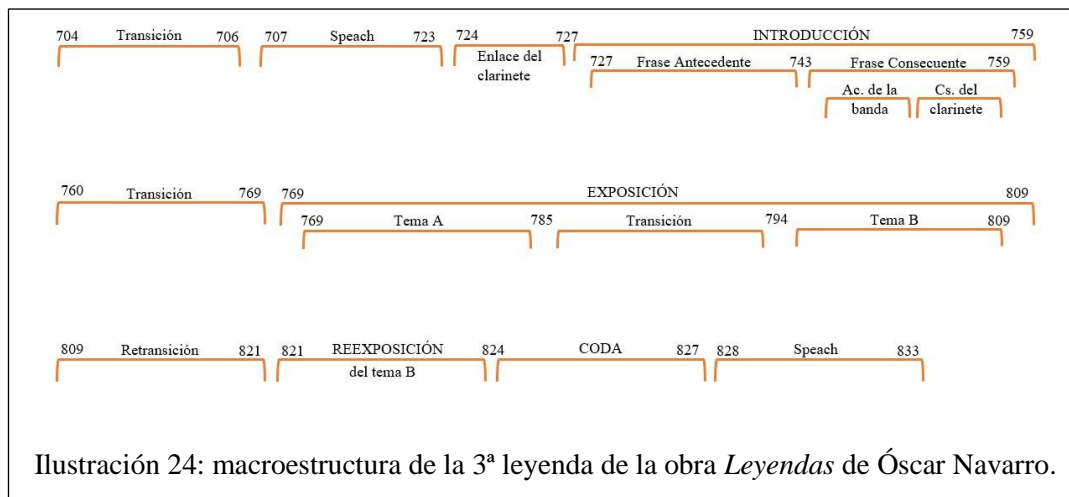 704 Transición 706 707 Speach 723 724 Enlace del clarinete 727 INTRODUCCIÓN 759
727 Frase Antecedente 743 Frase Consecuente 759
Ac. de la banda Cs. del clarinete
760 Transición 769 769 EXPOSICIÓN 809
769 Tema A 785 Transición 794 Tema B 809
809 Retransición 821 821 REEXPOSICIÓN 824 CODA 827 828 Speach 833
del tema B
Ilustración 24: macroestructura de la 3ª leyenda de la obra Leyendas de Óscar Navarro.